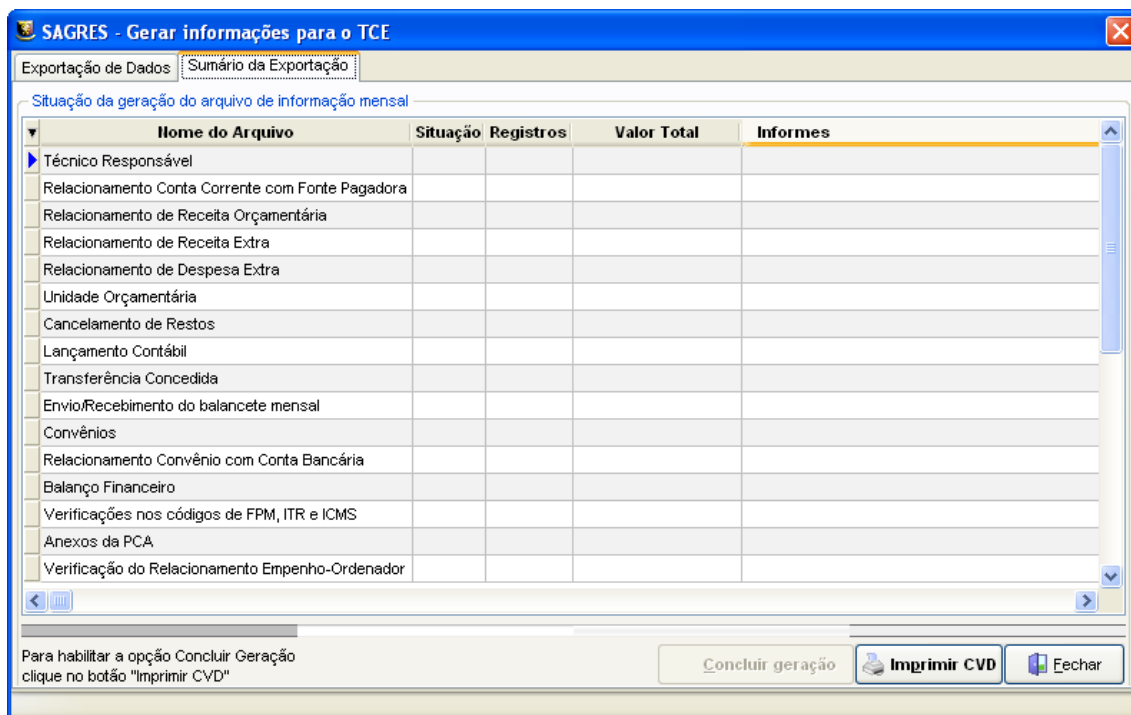 SAGRES - Gerar informações para o TCE
Exportação de Dados Sumário da Exportação
Situação da geração do arquivo de informação mensal
Nome do Arquivo Situação Registros Valor Total Informes
Técnico Responsável
Relacionamento Conta Corrente com Fonte Pagadora
Relacionamento de Receita Orçamentária
Relacionamento de Receita Extra
Relacionamento de Despesa Extra
Unidade Orçamentária
Cancelamento de Restos
Lançamento Contábil
Transferência Concedida
Envio/Recebimento do balancete mensal
Convênios
Relacionamento Convênio com Conta Bancária
Balanço Financeiro
Verificações nos códigos de FPM, ITR e ICMS
Anexos da PCA
Verificação do Relacionamento Empenho-Ordenador
Para habilitar a opção Concluir Geração
clique no botão "Imprimir CVD"
Concluir geração Imprimir CVD Fechar